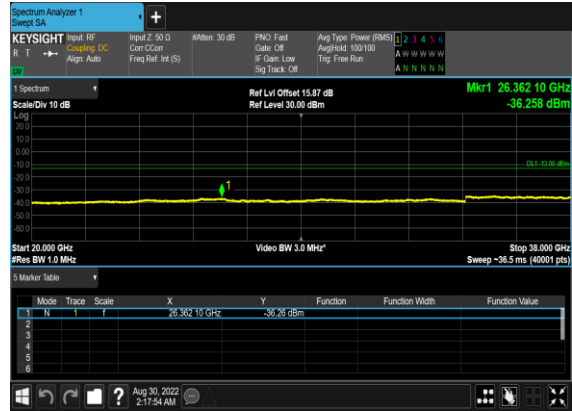 Spectrum Analyzer 1
Swept SA
+
KEYSIGHT Input: RF Input Z: 50 Ω #Atten: 30 dB PNO: Fast Avg Type: Power (RMS) 1 2 3 4 5 6
R T Coupling: DC Corr CCorr Gate: Off Avg|Hold: 100/100 A W W W W W
Align: Auto Freq Ref: Int (S) IF Gain: Low Trig: Free Run
Sig Track: Off A N N N N N
1 Spectrum Ref Lvl Offset 15.87 dB Mkr1 26.362 10 GHz
Scale/Div 10 dB Ref Level 30.00 dBm -36.258 dBm
Log
20.0
10.0
0.00
-10.0 DL1 -13.00 dBm
-20.0
-30.0 1
-40.0
-50.0
-60.0
Start 20.000 GHz Video BW 3.0 MHz* Stop 38.000 GHz
#Res BW 1.0 MHz Sweep ~36.5 ms (40001 pts)
5 Marker Table
Mode Trace Scale X Y Function Function Width Function Value
1 N 1 f 26.362 10 GHz -36.26 dBm
2
3
4
5
6
? Aug 30, 2022
2:17:54 AM